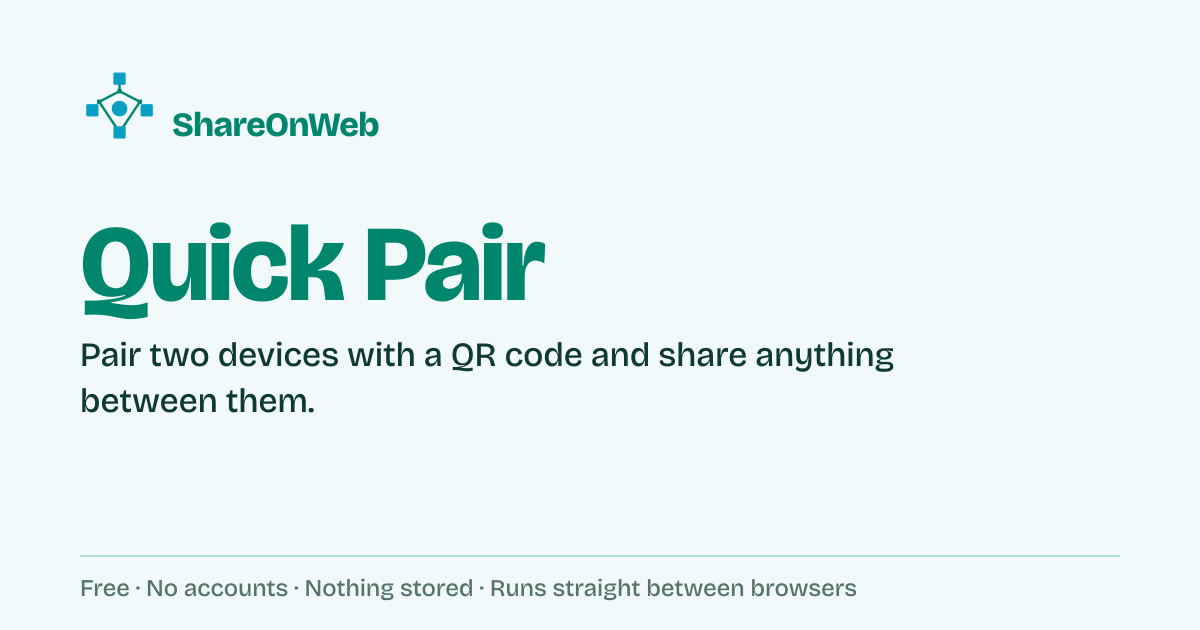 ShareOnWeb
Quick Pair
Pair two devices with a QR code and share anything
between them.
Free · No accounts · Nothing stored · Runs straight between browsers